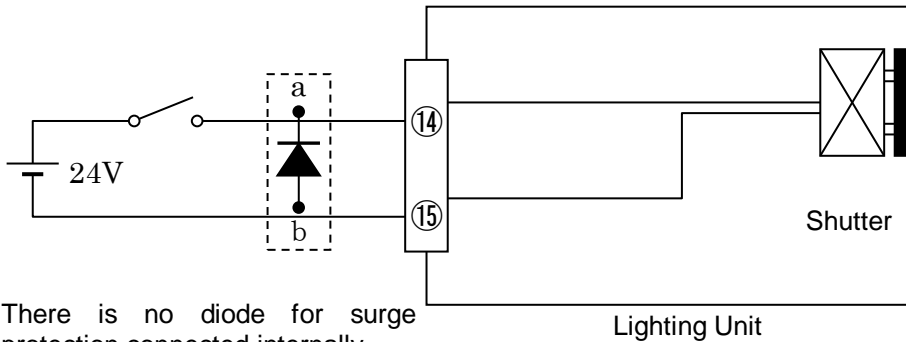 a
⑭
24V
⑮
b
Shutter
There is no diode for surge
protection connected internally
Lighting Unit